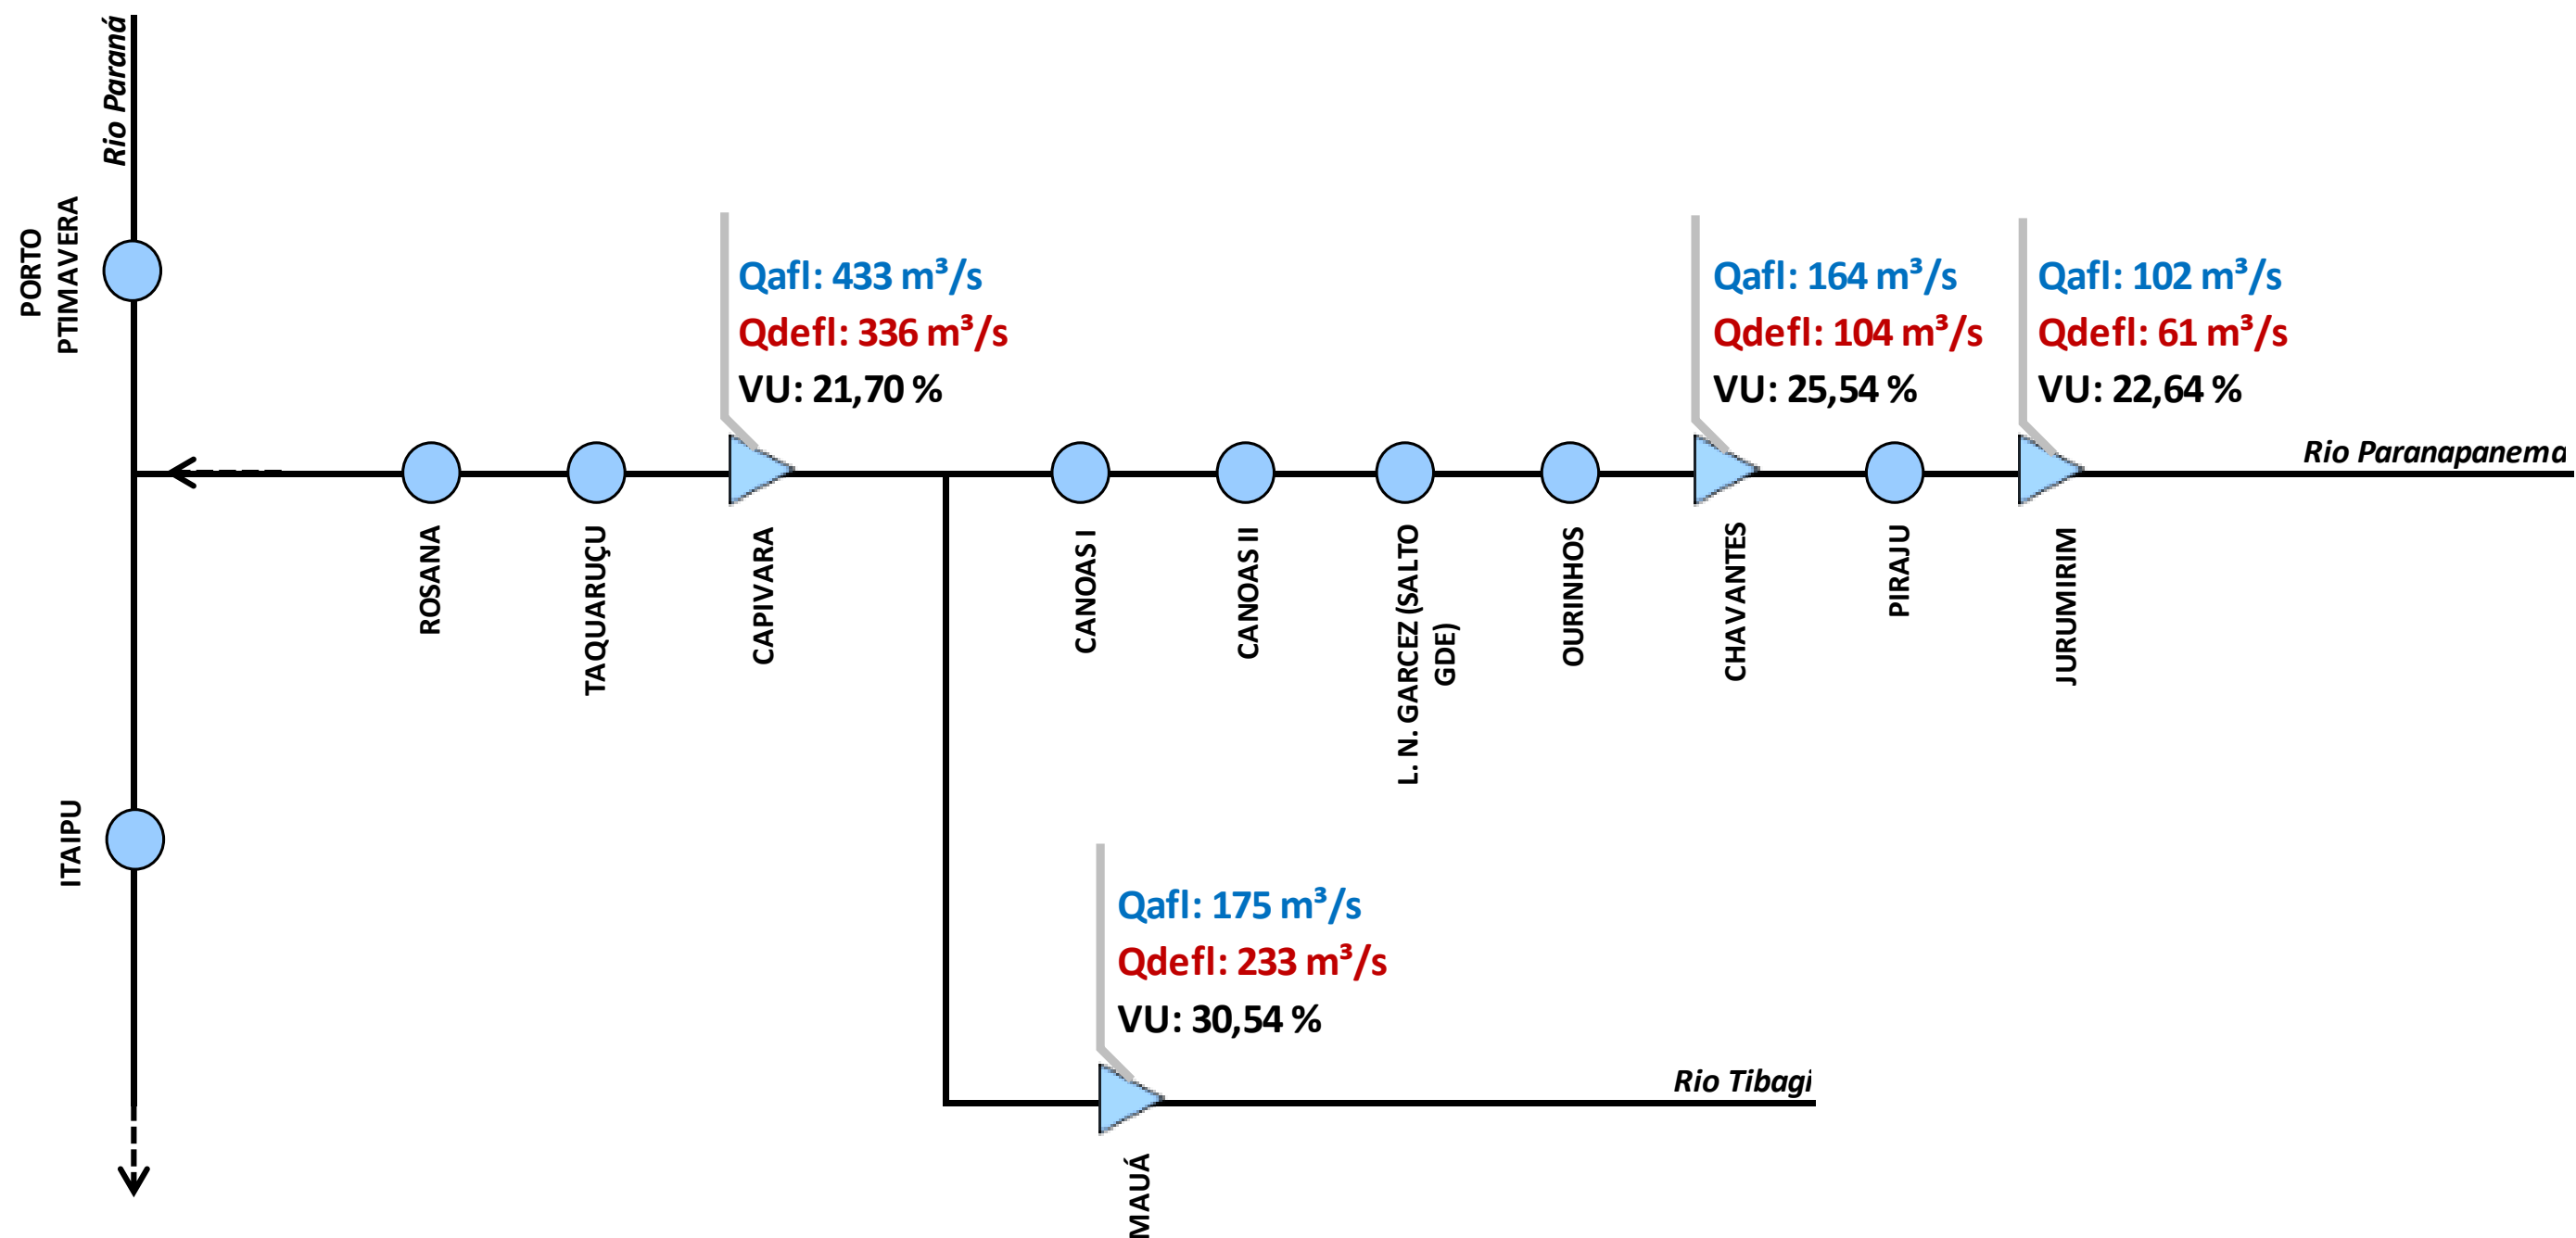 Rio Paraná
PORTO
PTIMAVERA
Qafl: 433 m³/s
Qdefl: 336 m³/s
VU: 21,70 %
Qafl: 164 m³/s
Qdefl: 104 m³/s
VU: 25,54 %
Qafl: 102 m³/s
Qdefl: 61 m³/s
VU: 22,64 %
Rio Paranapanema
ROSANA
TAQUARUÇU
CAPIVARA
CANOAS I
CANOAS II
L. N. GARCEZ (SALTO
GDE)
OURINHOS
CHAVANTES
PIRAJU
JURUMIRIM
ITAIPU
Qafl: 175 m³/s
Qdefl: 233 m³/s
VU: 30,54 %
Rio Tibagi
MAUÁ